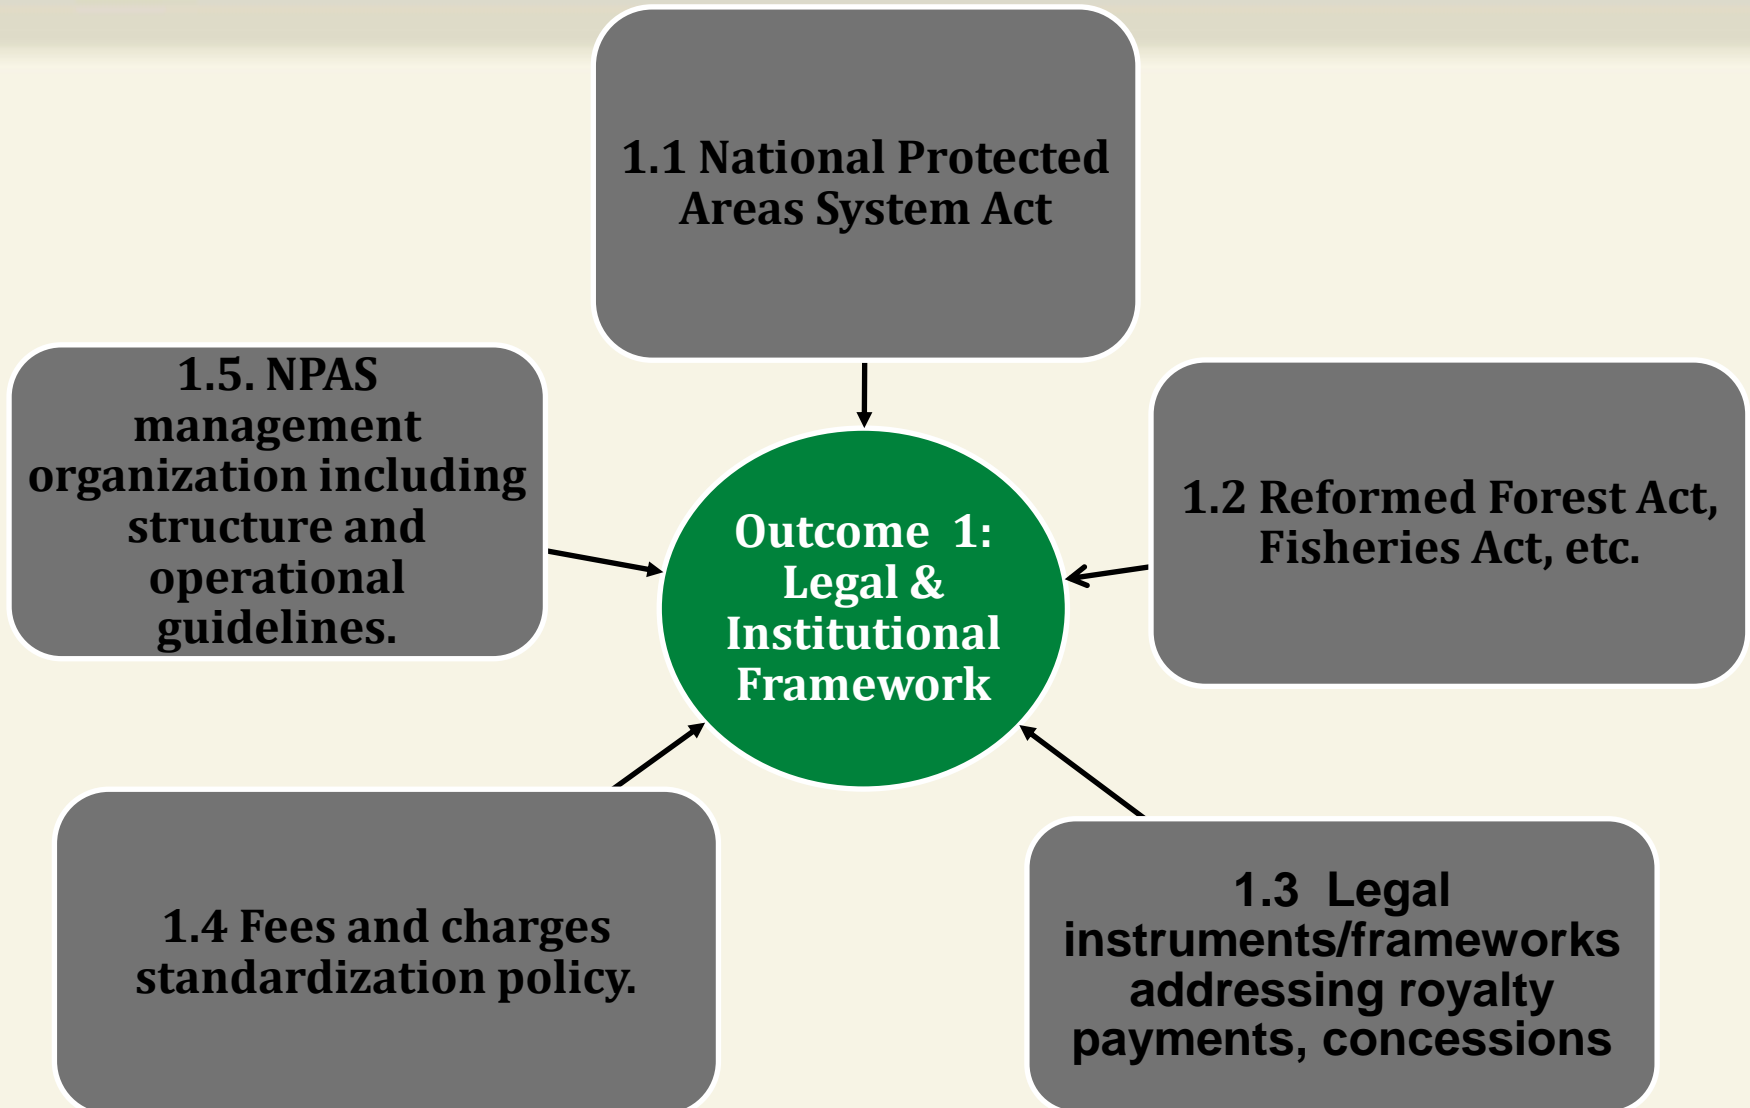 1.1 National Protected
Areas System Act
1.5. NPAS
management
organization including
structure and
operational
guidelines.
Outcome 1:
Legal &
Institutional
Framework
1.2 Reformed Forest Act,
Fisheries Act, etc.
1.4 Fees and charges
standardization policy.
1.3 Legal
instruments/frameworks
addressing royalty
payments, concessions